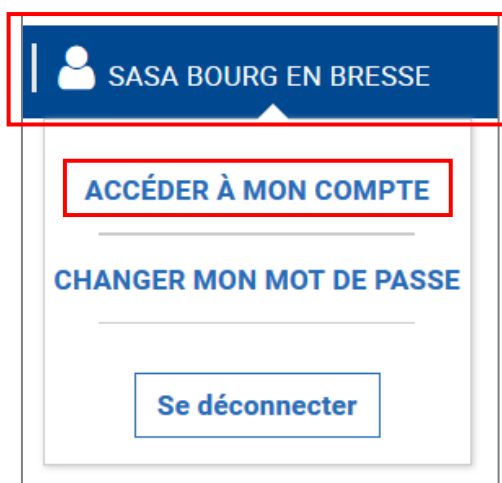 SASA BOURG EN BRESSE
ACCÉDER À MON COMPTE
CHANGER MON MOT DE PASSE
Se déconnecter